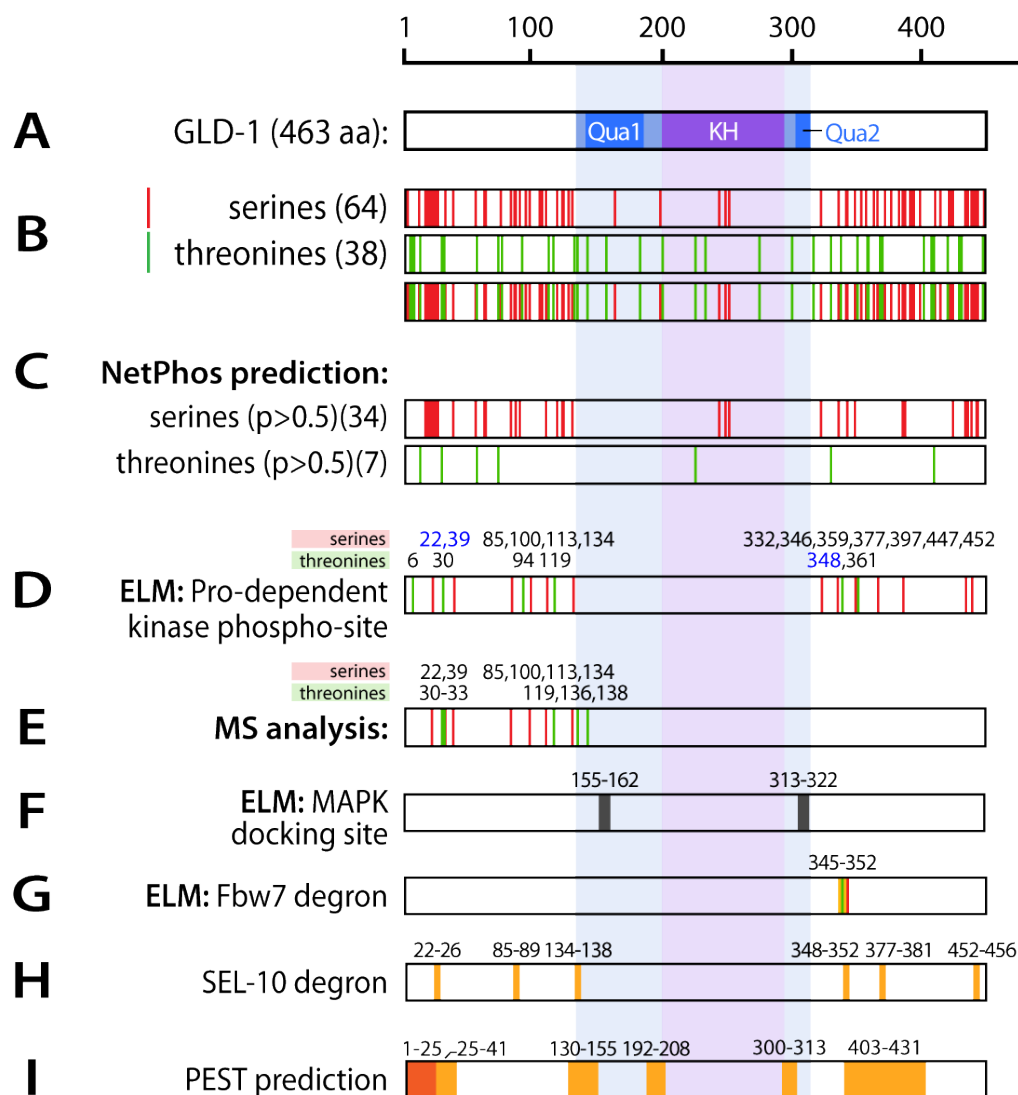 1 100 200 300 400
A GLD-1 (463 aa): Qua1 KH Qua2
B serines (64)
threonines (38)
C NetPhos prediction:
serines (p>0.5)(34)
threonines (p>0.5)(7)
serines 22,39 85,100,113,134 332,346,359,377,397,447,452
threonines 6 30 94 119 348,361
D ELM: Pro-dependent
kinase phospho-site
serines 22,39 85,100,113,134
threonines 30-33 119,136,138
E MS analysis:
155-162 313-322
F ELM: MAPK
docking site
345-352
G ELM: Fbw7 degron
22-26 85-89 134-138 348-352 377-381 452-456
H SEL-10 degron
1-25 25-41 130-155 192-208 300-313 403-431
I PEST prediction